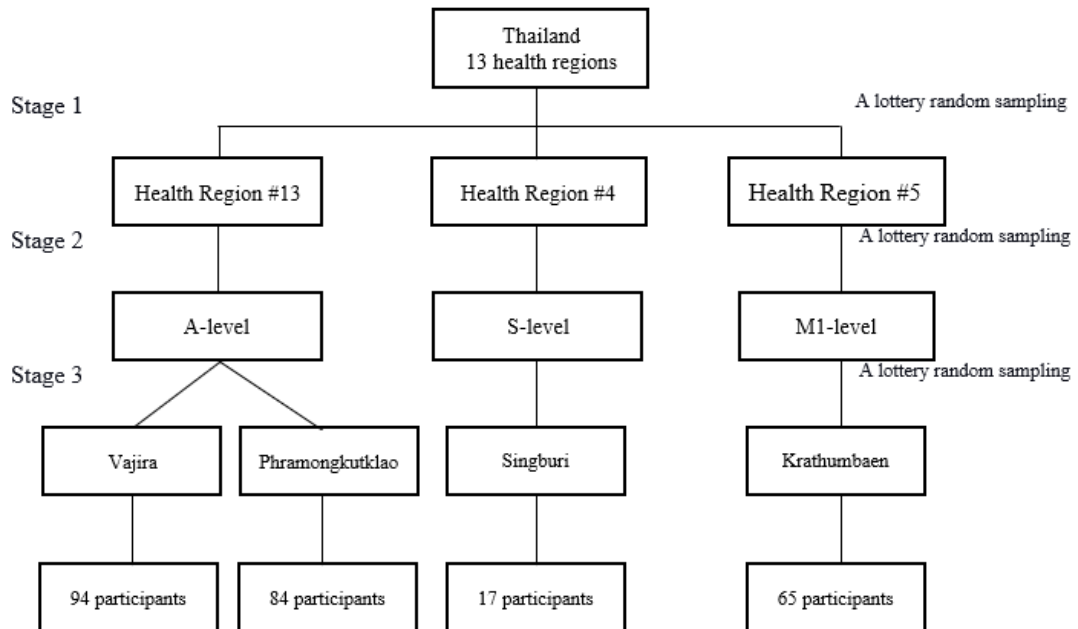 Thailand
13 health regions
Stage 1
A lottery random sampling
Health Region #13
Health Region #4
Health Region #5
Stage 2
A lottery random sampling
A-level
S-level
M1-level
Stage 3
A lottery random sampling
Vajira
Phramongkutklao
Singburi
Krathumbaen
94 participants
84 participants
17 participants
65 participants